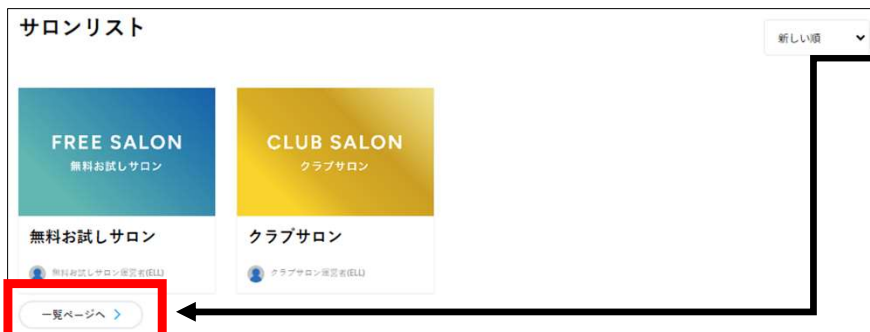 サロンリスト
新しい順
FREE SALON
無料お試しサロン
CLUB SALON
クラブサロン
無料お試しサロン
クラブサロン
無料お試しサロン運営者(ELL)
クラブサロン運営者(ELL)
一覧ページへ